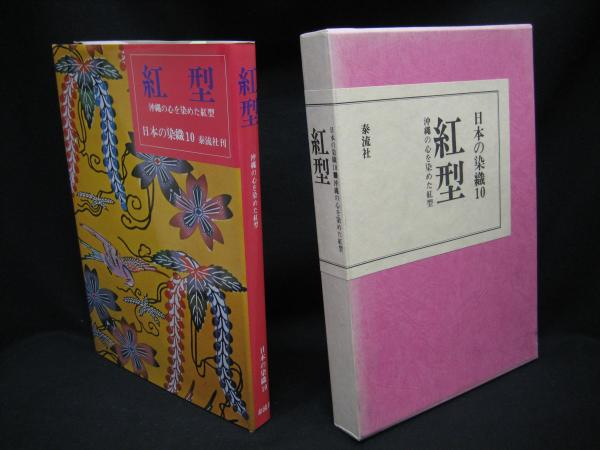 紅型
沖縄の心を染めた紅型
日本の染織10 泰流社刊
紅型
沖縄の心を染めた紅型
日本の染織10
紅型
日本の染織10■沖縄の心を染めた紅型
日本の染織10
紅型
沖縄の心を染めた紅型
泰流社